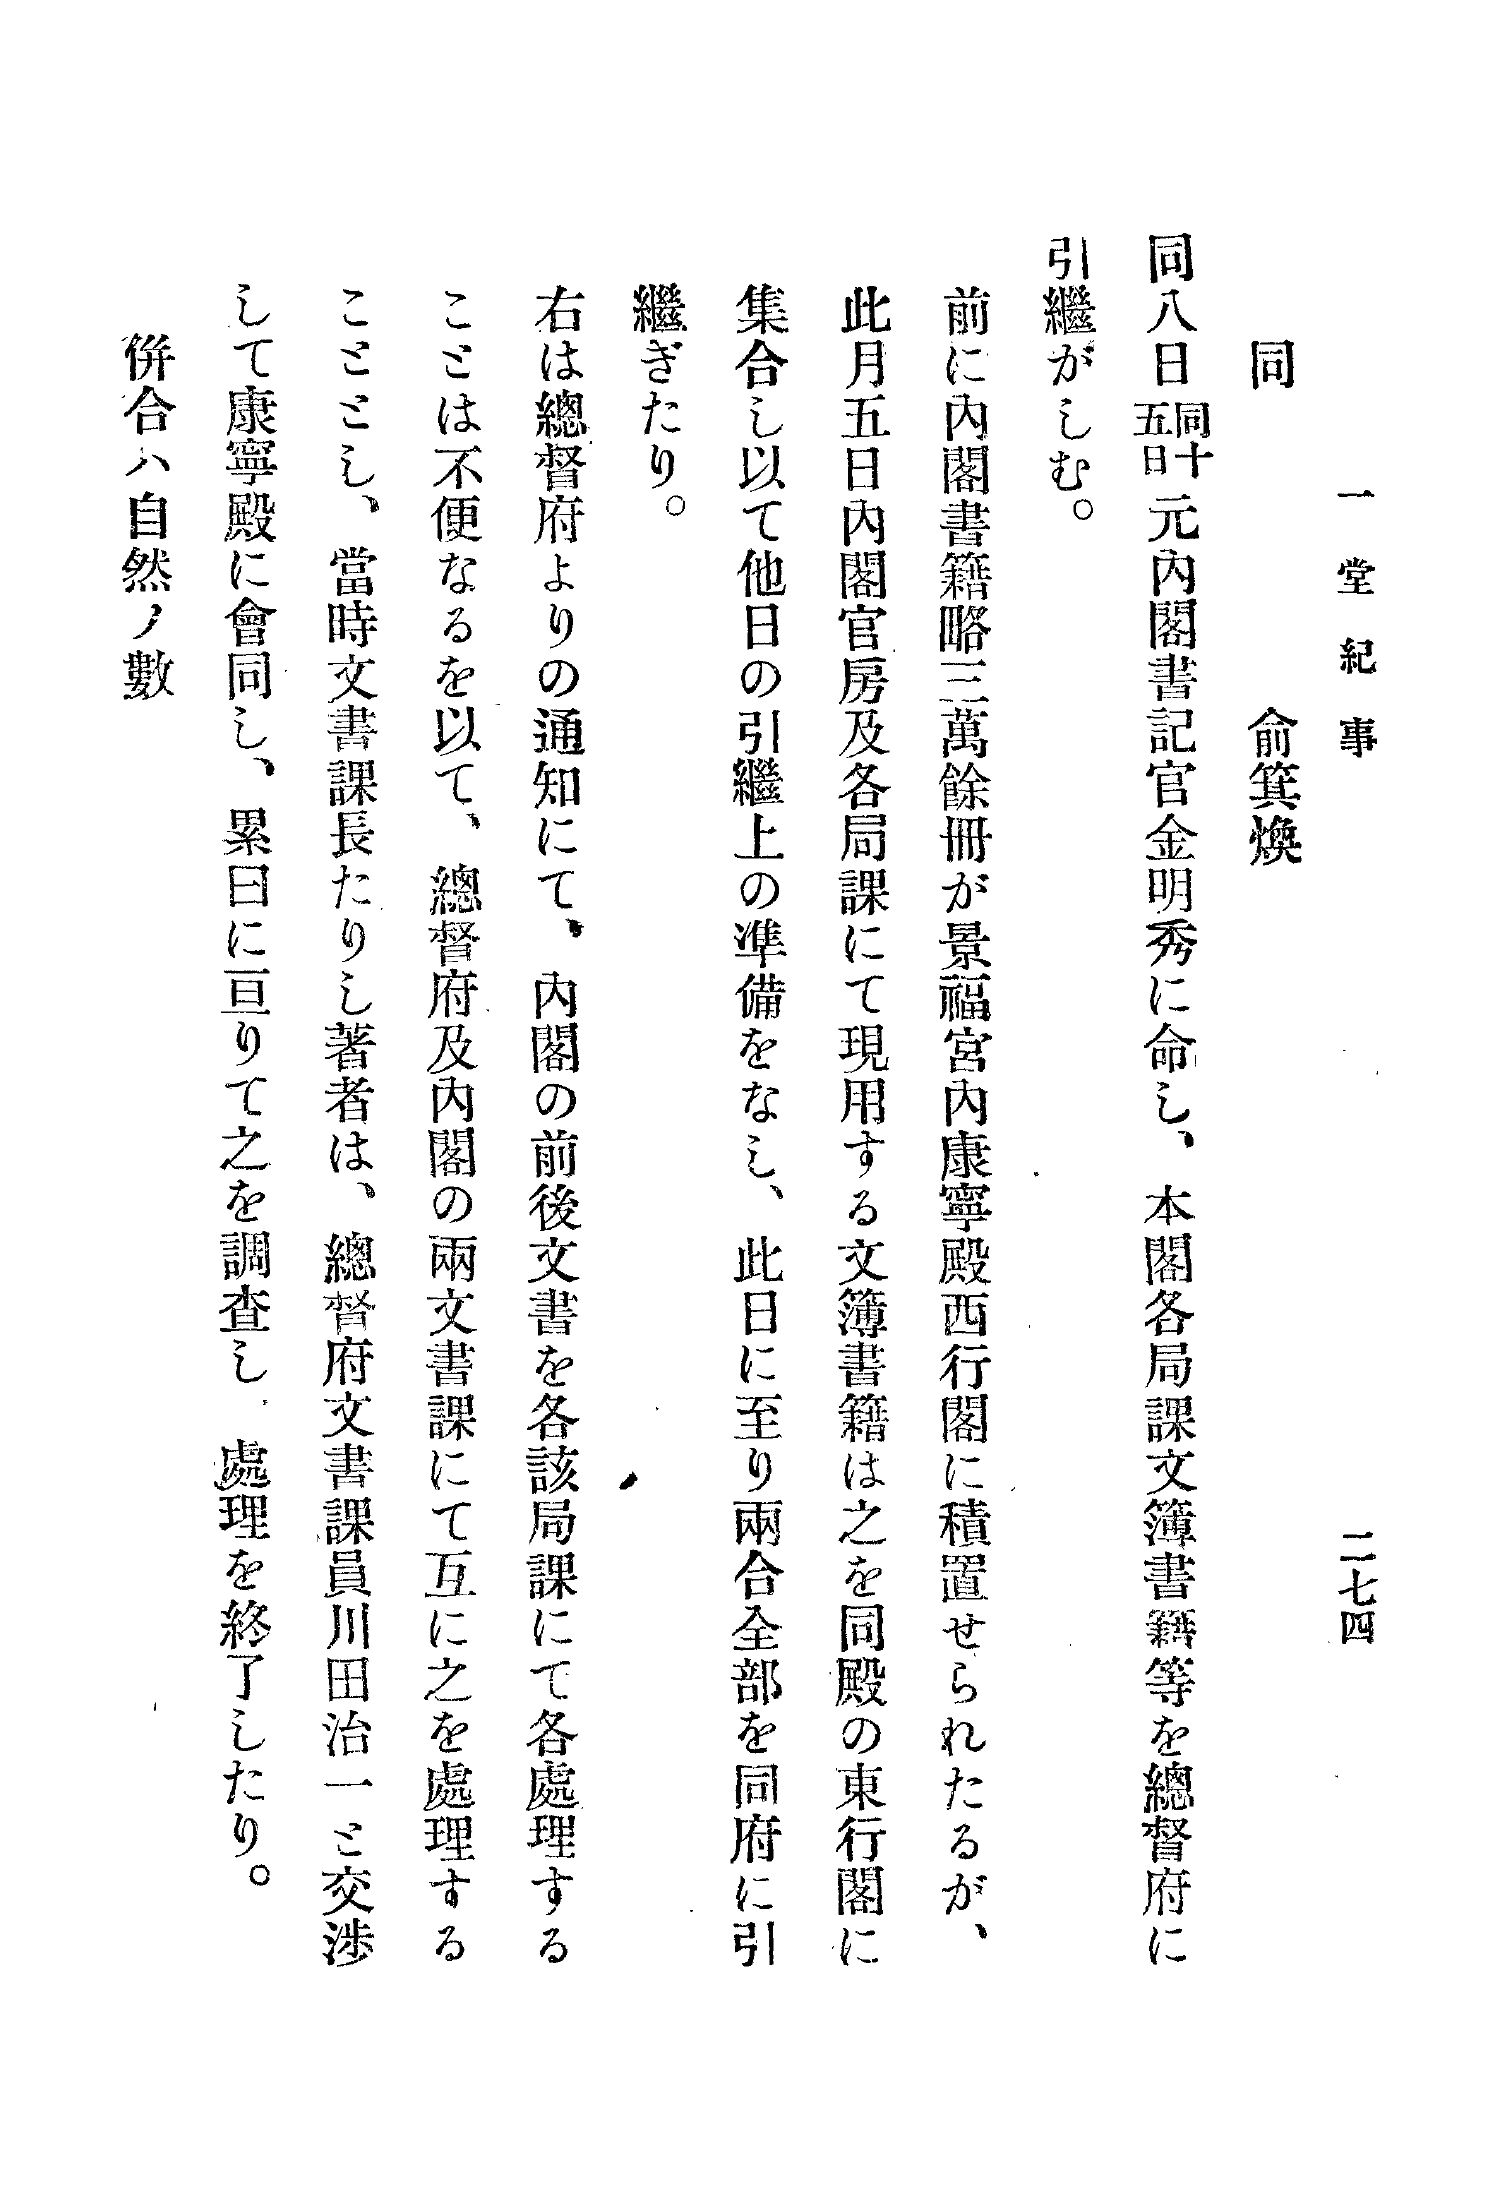 一堂紀事　二七四
同　俞箕煥
同八日同十五日元內閣書記官金明秀に命し、本閣各局課文簿書籍等を總督府に
引繼がしむ。
前に內閣書籍略三萬餘冊が景福宮內康寧殿西行閣に積置せられたるが、
此月五日內閣官房及各局課にて現用する文簿書籍は之を同殿の東行閣に
集合し以て他日の引繼上の準備をなし、此日に至り兩合全部を同府に引
繼ぎたり。
右は總督府よりの通知にて、內閣の前後文書を各該局課にて各處理する
ことは不便なるを以て、總督府及內閣の兩文書課にて互に之を處理する
こととし、當時文書課長たりし著者は、總督府文書課員川田治一と交涉
して康寧殿に會同し、累日に亘りて之を調查し、處理を終了したり。
併合ハ自然ノ數